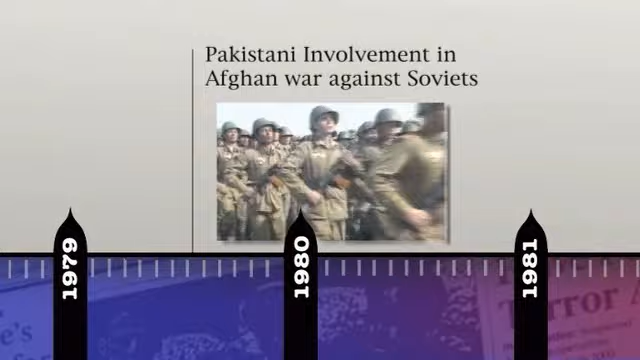 Pakistani Involvement in
Afghan war against Soviets
1979
1980
1981
e's
Terror A